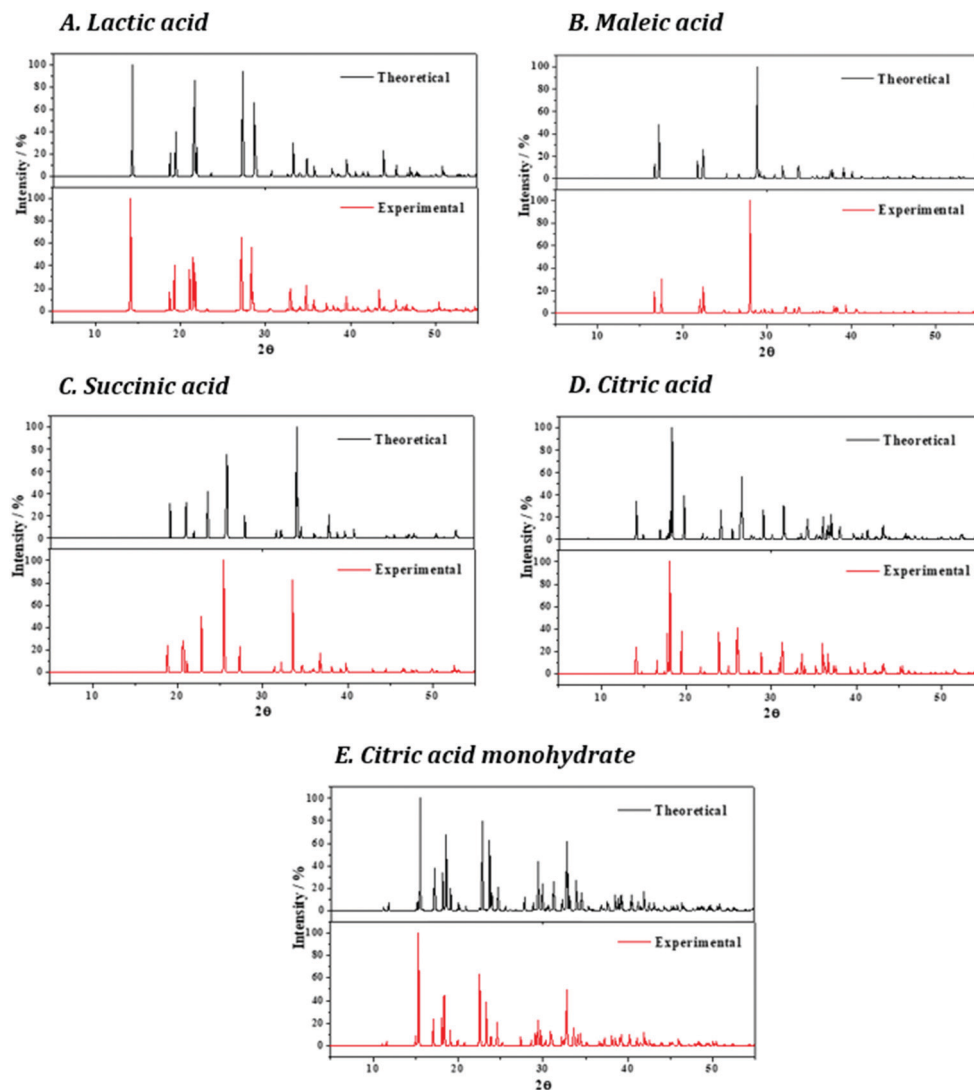 A. Lactic acid
Intensity / %
100
80
60
40
20
0
Theoretical
100
80
60
40
20
0
Experimental
10 20 30 40 50
2θ
B. Maleic acid
Intensity / %
100
80
60
40
20
0
Theoretical
100
80
60
40
20
0
Experimental
10 20 30 40 50
2θ
C. Succinic acid
Intensity / %
100
80
60
40
20
0
Theoretical
100
80
60
40
20
0
Experimental
10 20 30 40 50
2θ
D. Citric acid
Intensity / %
100
80
60
40
20
0
Theoretical
100
80
60
40
20
0
Experimental
10 20 30 40 50
2θ
E. Citric acid monohydrate
Intensity / %
100
80
60
40
20
0
Theoretical
100
80
60
40
20
0
Experimental
10 20 30 40 50
2θ